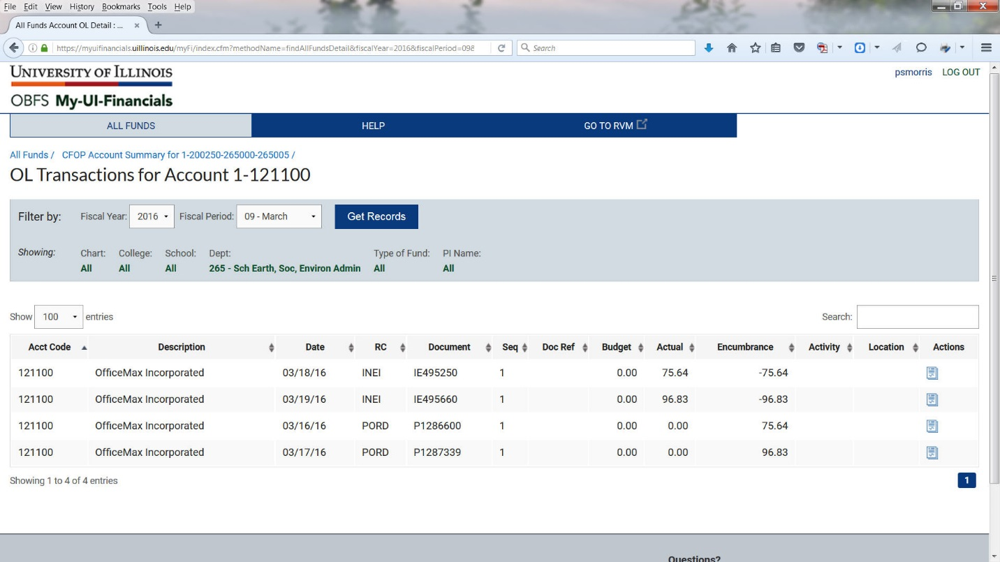 File Edit View History Bookmarks Tools Help
All Funds Account OL Detail : ... × +
https://myuifinancials.uillinois.edu/myFi/index.cfm?methodName=findAllFundsDetail&fiscalYear=2016&fiscalPeriod=09& Search
UNIVERSITY OF ILLINOIS
OBFS My-UI-Financials
psmorris LOG OUT
ALL FUNDS HELP GO TO RVM
All Funds / CFOP Account Summary for 1-200250-265000-265005 /
OL Transactions for Account 1-121100
Filter by: Fiscal Year: 2016 Fiscal Period: 09 - March Get Records
Showing: Chart: College: School: Dept: Type of Fund: PI Name:
All All All 265 - Sch Earth, Soc, Environ Admin All All
Show 100 entries Search:
Acct Code Description Date RC Document Seq Doc Ref Budget Actual Encumbrance Activity Location Actions
121100 OfficeMax Incorporated 03/18/16 INEI IE495250 1 0.00 75.64 -75.64
121100 OfficeMax Incorporated 03/19/16 INEI IE495660 1 0.00 96.83 -96.83
121100 OfficeMax Incorporated 03/16/16 PORD P1286600 1 0.00 0.00 75.64
121100 OfficeMax Incorporated 03/17/16 PORD P1287339 1 0.00 0.00 96.83
Showing 1 to 4 of 4 entries 1
Questions?